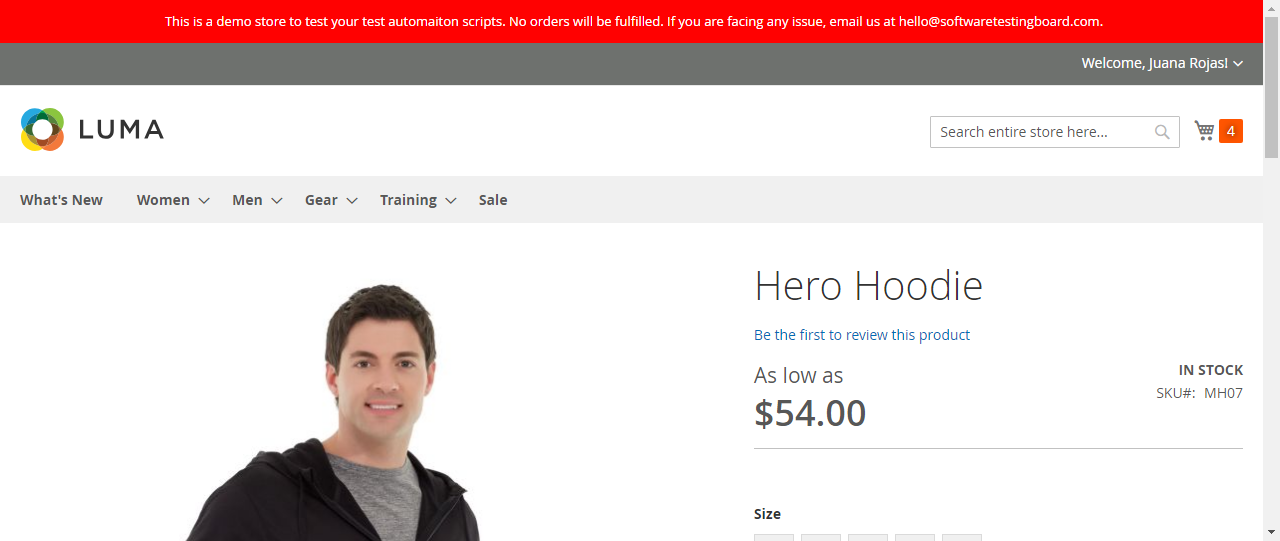 This is a demo store to test your test automaiton scripts. No orders will be fulfilled. If you are facing any issue, email us at hello@softwaretestingboard.com.
Welcome, Juana Rojas!
LUMA
Search entire store here...
4
What's New Women Men Gear Training Sale
Hero Hoodie
Be the first to review this product
As low as
$54.00
IN STOCK
SKU#: MH07
Size